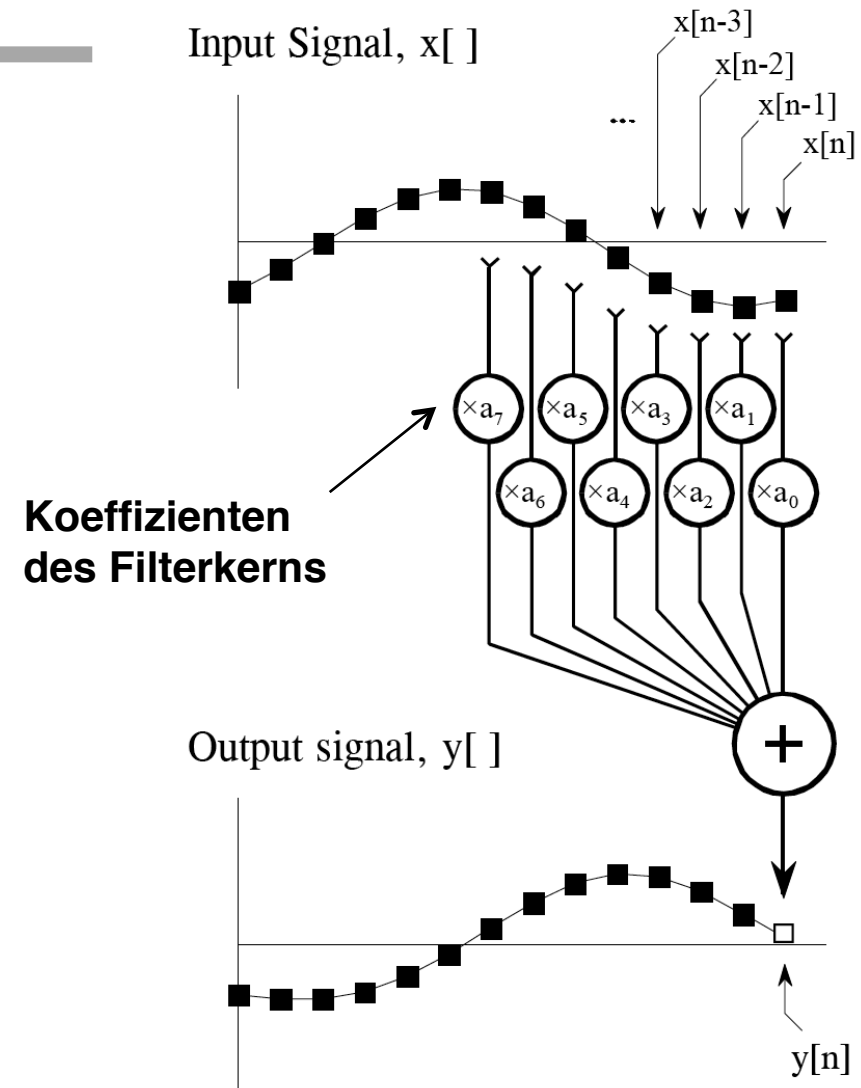 Input Signal, x[ ]
x[n-3]
x[n-2]
x[n-1]
x[n]
...
×a₇
×a₅
×a₃
×a₁
×a₆
×a₄
×a₂
×a₀
Koeffizienten
des Filterkerns
+
Output signal, y[ ]
y[n]